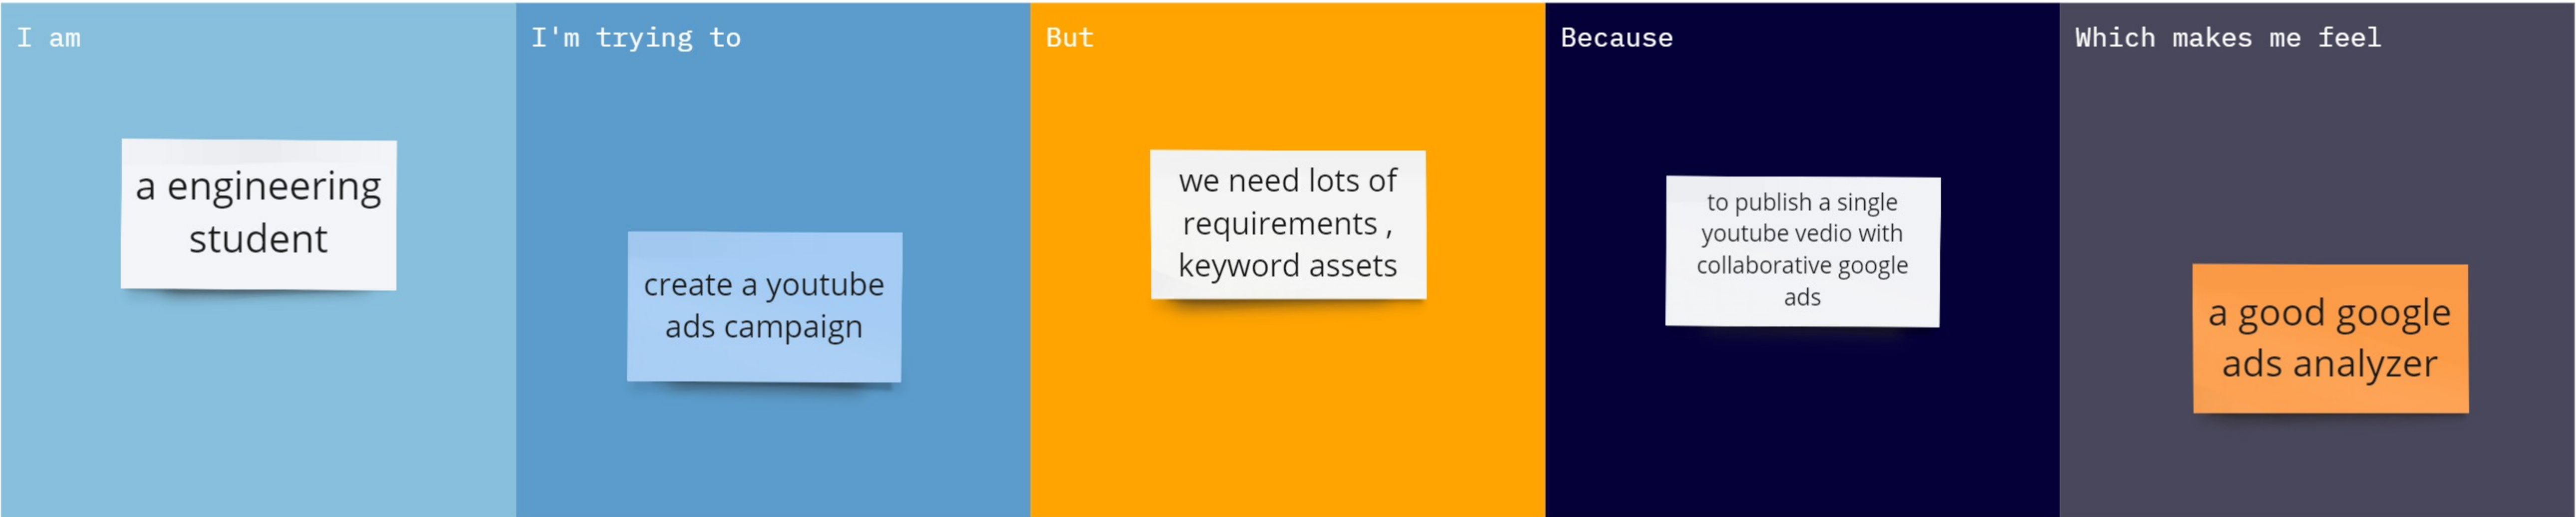 I am
a engineering
student
I'm trying to
create a youtube
ads campaign
But
we need lots of
requirements ,
keyword assets
Because
to publish a single
youtube vedio with
collaborative google
ads
Which makes me feel
a good google
ads analyzer